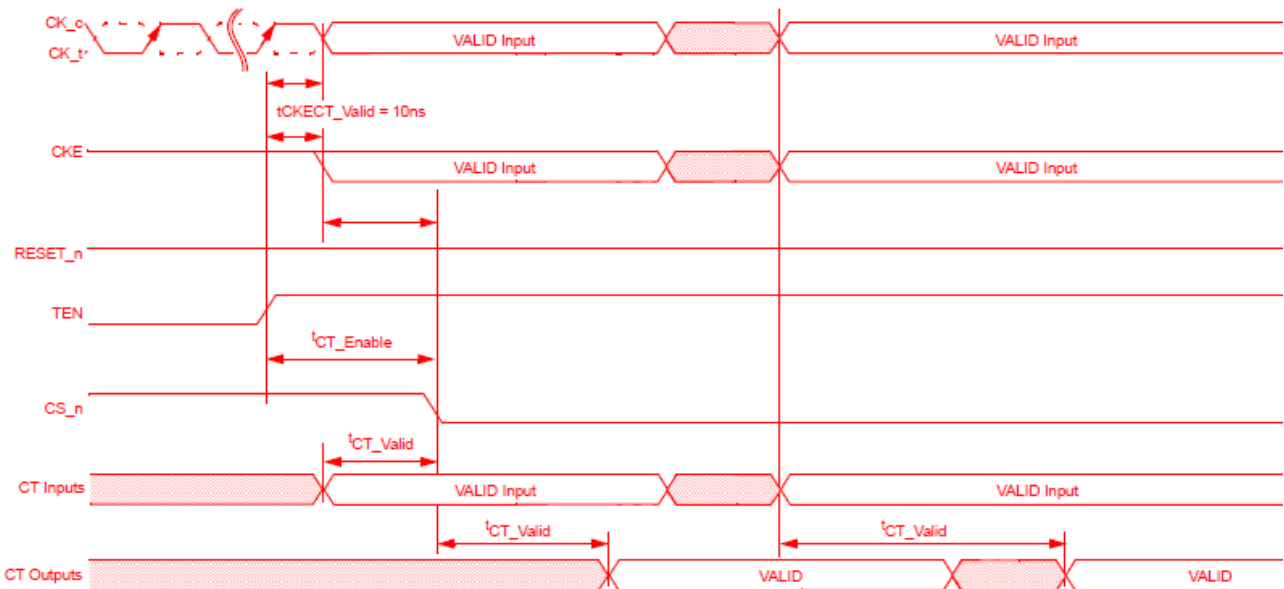 CK_c
VALID Input
VALID Input
CK_t
tCKECT_Valid = 10ns
CKE
VALID Input
VALID Input
RESET_n
TEN
tCT_Enable
CS_n
tCT_Valid
CT Inputs
VALID Input
VALID Input
tCT_Valid
tCT_Valid
CT Outputs
VALID
VALID